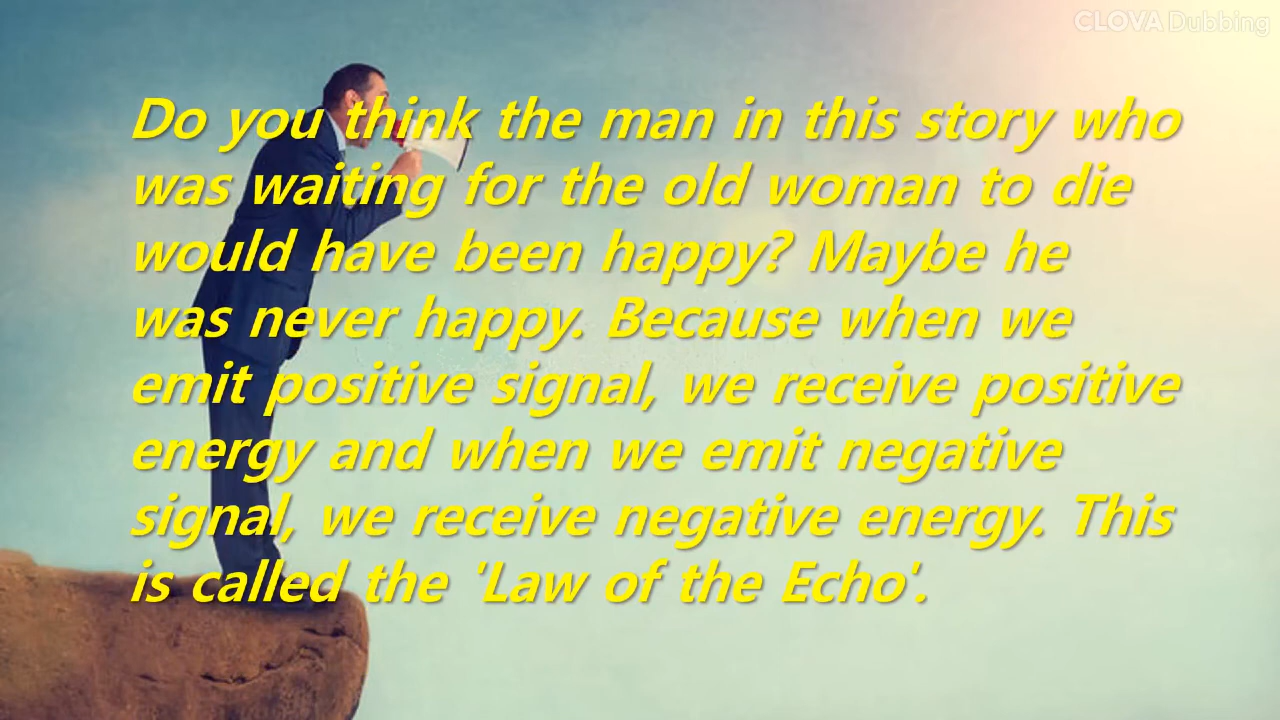 CLOVA Dubbing
Do you think the man in this story who
was waiting for the old woman to die
would have been happy? Maybe he
was never happy. Because when we
emit positive signal, we receive positive
energy and when we emit negative
signal, we receive negative energy. This
is called the 'Law of the Echo'.